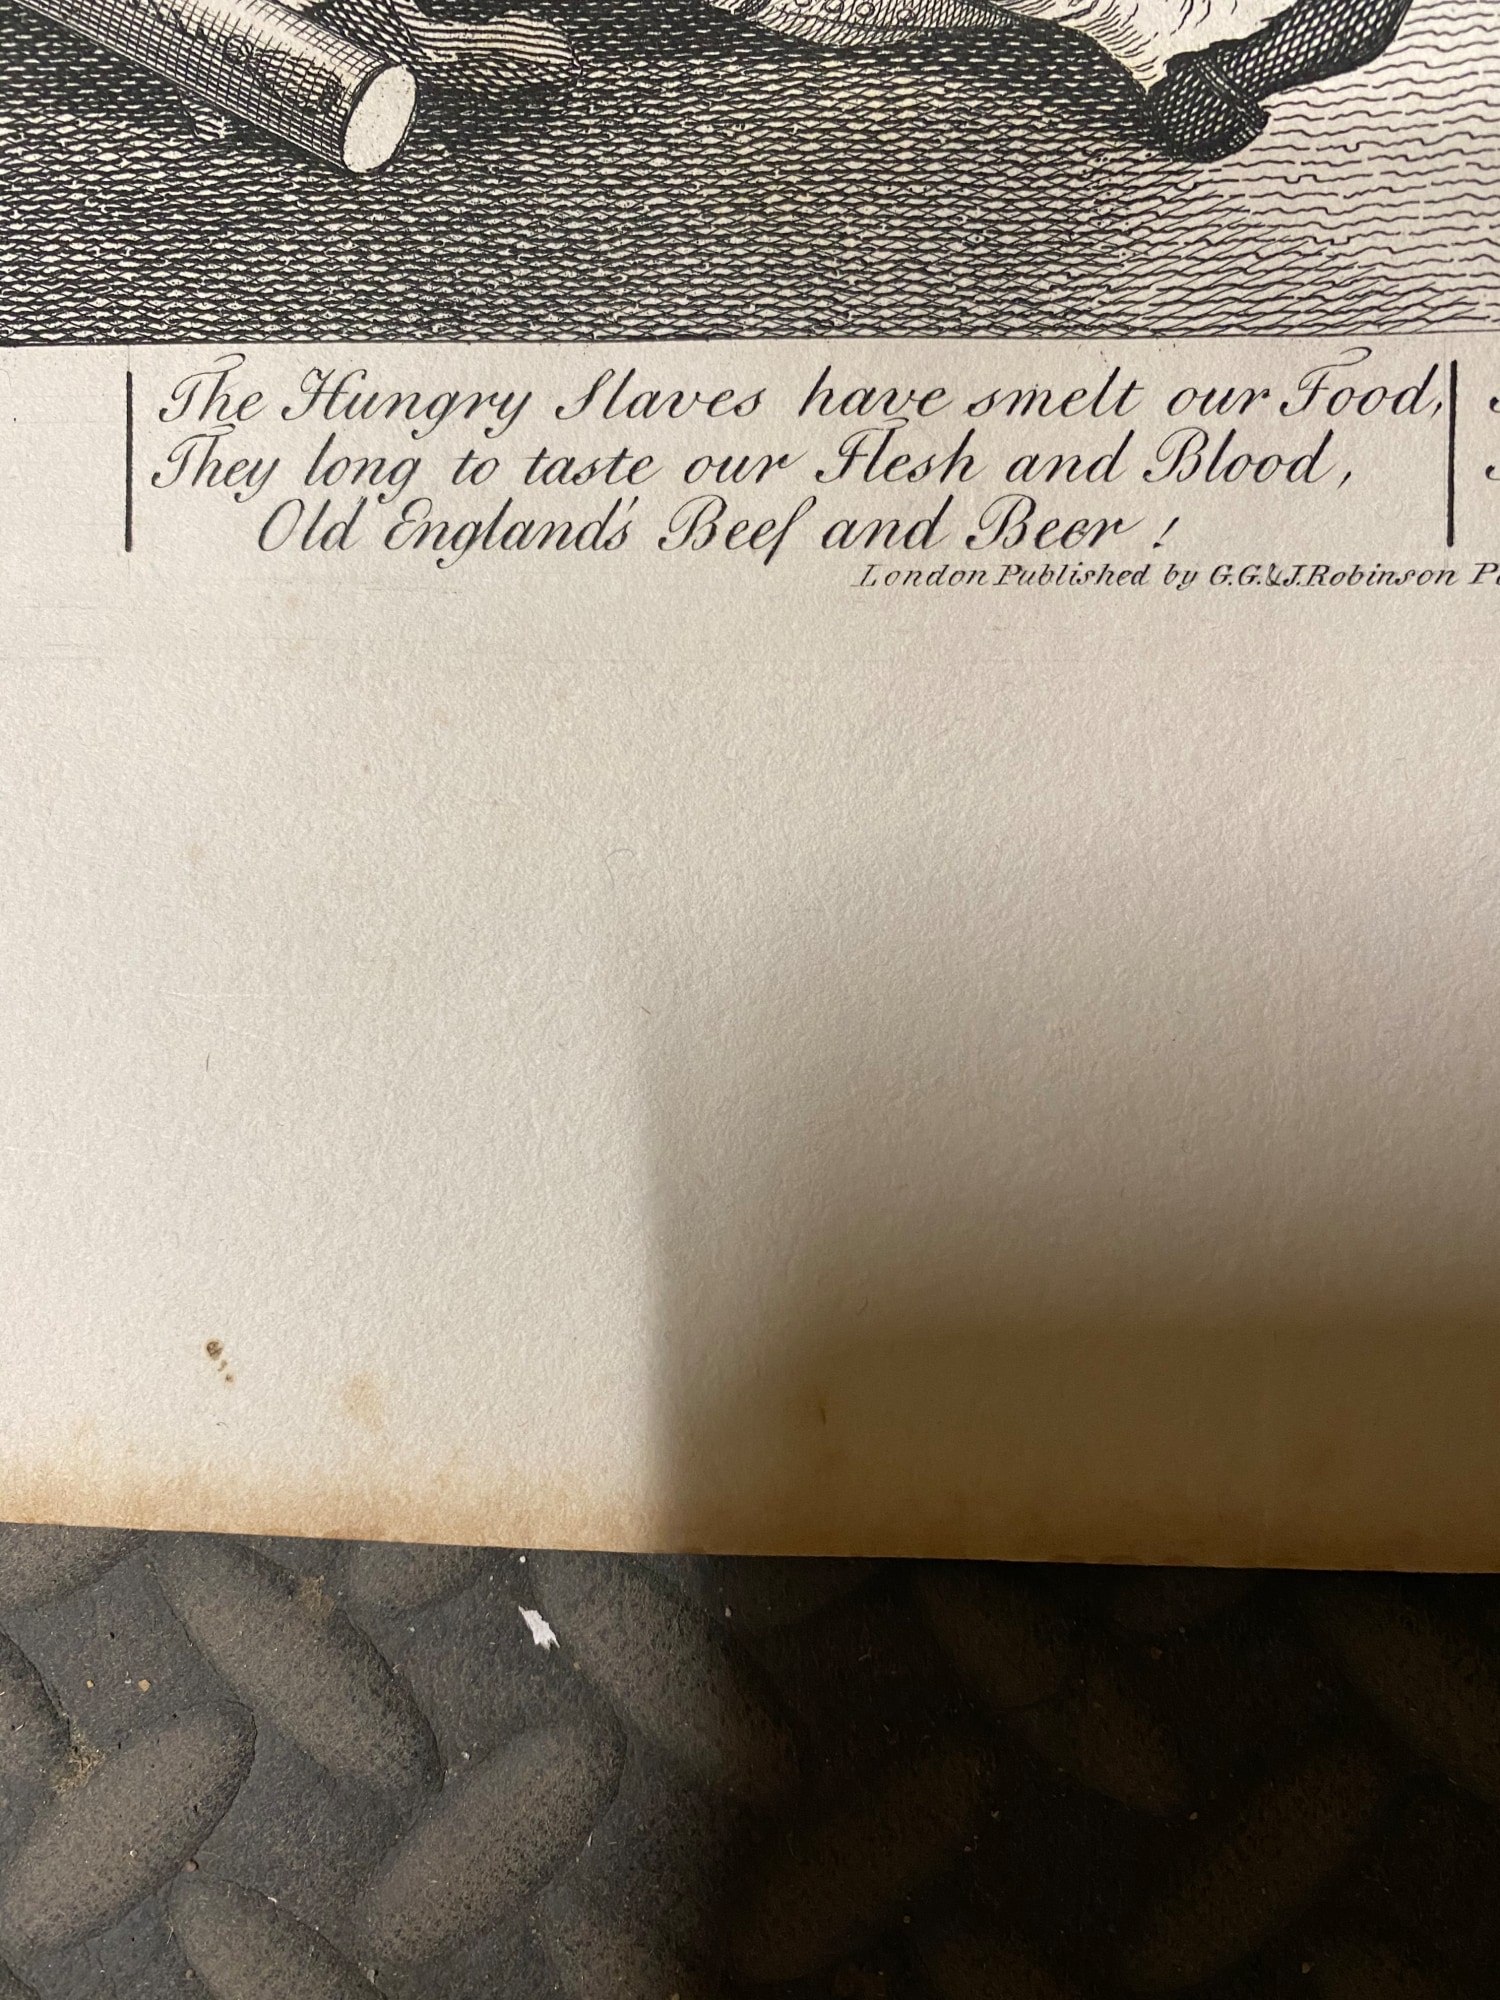 The Hungry Slaves have smelt our Food,
They long to taste our Flesh and Blood,
Old England's Beef and Beer!
London Published by G.G.&J.Robinson